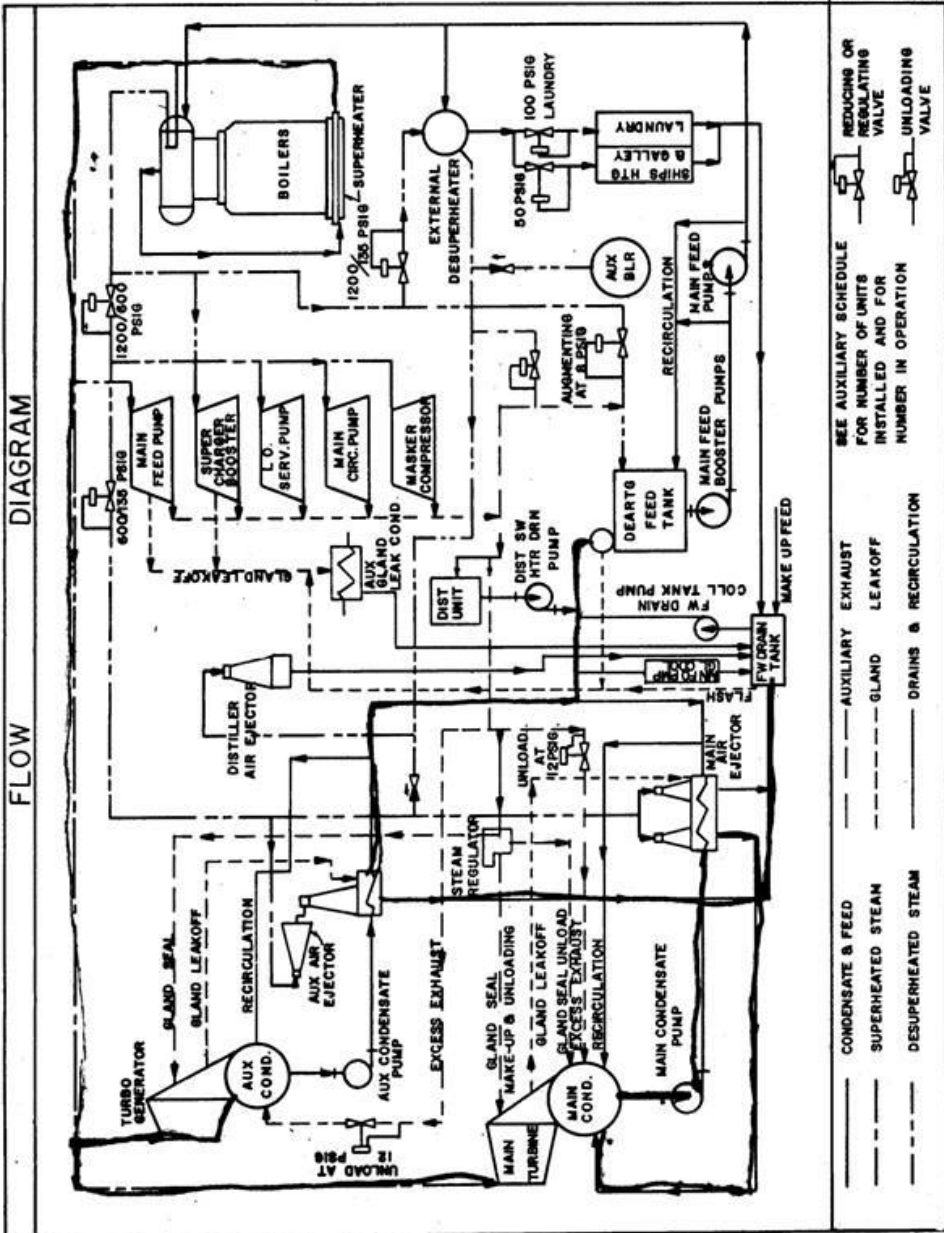 FLOW DIAGRAM
BOILERS
SUPERHEATER
1200/600
PSIG
600/135 PSIG
1200/
135 PSIG
EXTERNAL
DESUPERHEATER
100 PSIG
LAUNDRY
50 PSIG
LAUNDRY
SHIPS HTG
& GALLEY
AUX
BLR
AUGMENTING
AT 8 PSIG
MAIN
FEED PUMP
SUPER
CHARGER
BOOSTER
L O.
SERV. PUMP
MAIN
CIRC. PUMP
MASKER
COMPRESSOR
GLAND LEAKOFF
AUX
GLAND
LEAK COND
DISTILLER
AIR EJECTOR
DIST
UNIT
DIST SW
HTR DRN
PUMP
DEARTG
FEED
TANK
RECIRCULATION
MAIN FEED
PUMPS
MAIN FEED
BOOSTER PUMPS
FW DRAIN
COLL TANK PUMP
FLASH
FW DRAIN
TANK
MAKE UP FEED
TURBO
GENERATOR
GLAND SEAL
GLAND LEAKOFF
RECIRCULATION
AUX
COND.
AUX AIR
EJECTOR
AUX CONDENSATE
PUMP
EXCESS EXHAUST
UNLOAD AT
12
PSIG
STEAM
REGULATOR
UNLOAD
AT
12 PSIG
MAIN
AIR
EJECTOR
GLAND SEAL
MAKE-UP & UNLOADING
GLAND LEAKOFF
GLAND SEAL UNLOAD
EXCESS EXHAUST
RECIRCULATION
MAIN
TURBINE
MAIN
COND.
MAIN CONDENSATE
PUMP
CONDENSATE & FEED
SUPERHEATED STEAM
DESUPERHEATED STEAM
AUXILIARY EXHAUST
GLAND LEAKOFF
DRAINS & RECIRCULATION
SEE AUXILIARY SCHEDULE
FOR NUMBER OF UNITS
INSTALLED AND FOR
NUMBER IN OPERATION
REDUCING OR
REGULATING
VALVE
UNLOADING
VALVE